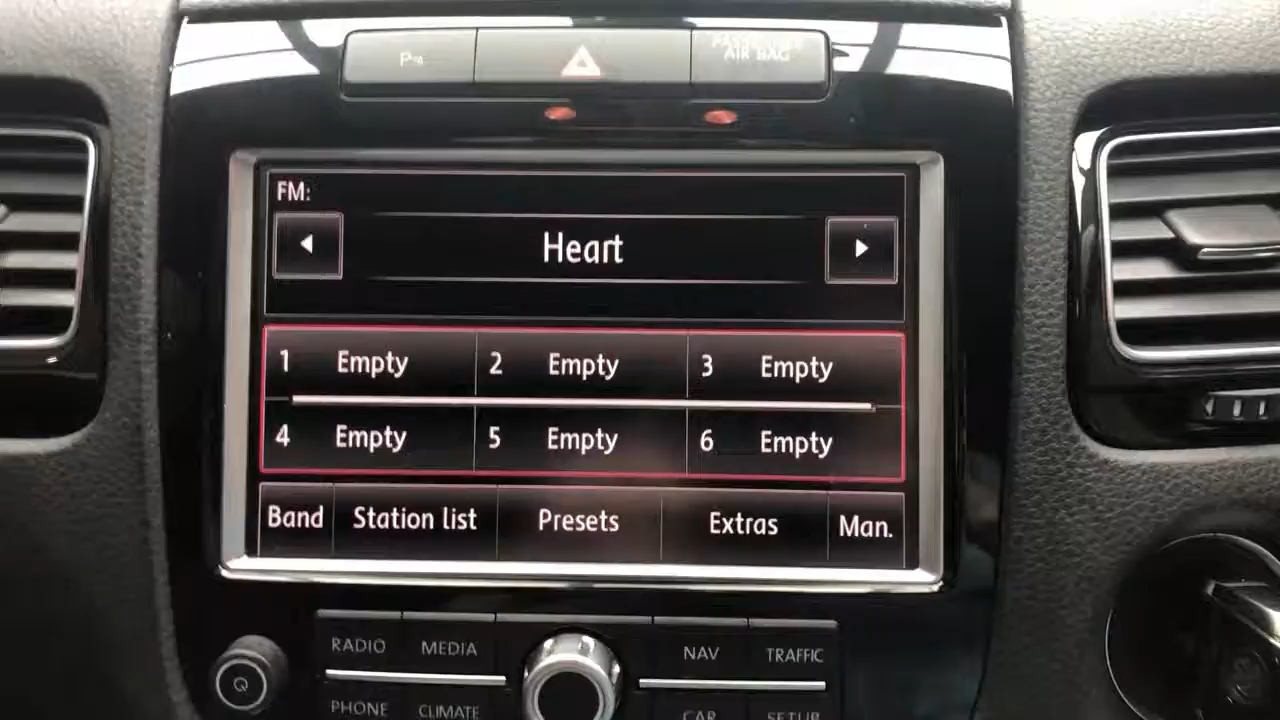 P
PASSENGER
AIR BAG
FM:
Heart
1 Empty 2 Empty 3 Empty
4 Empty 5 Empty 6 Empty
Band Station list Presets Extras Man.
RADIO MEDIA NAV TRAFFIC
PHONE CLIMATE CAR SETUP